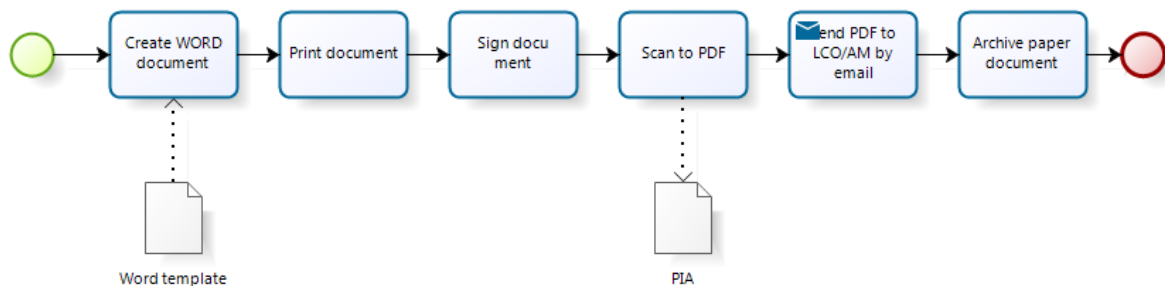 Create WORD
document
Print document
Sign docu
ment
Scan to PDF
end PDF to
LCO/AM by
email
Archive paper
document
Word template
PIA